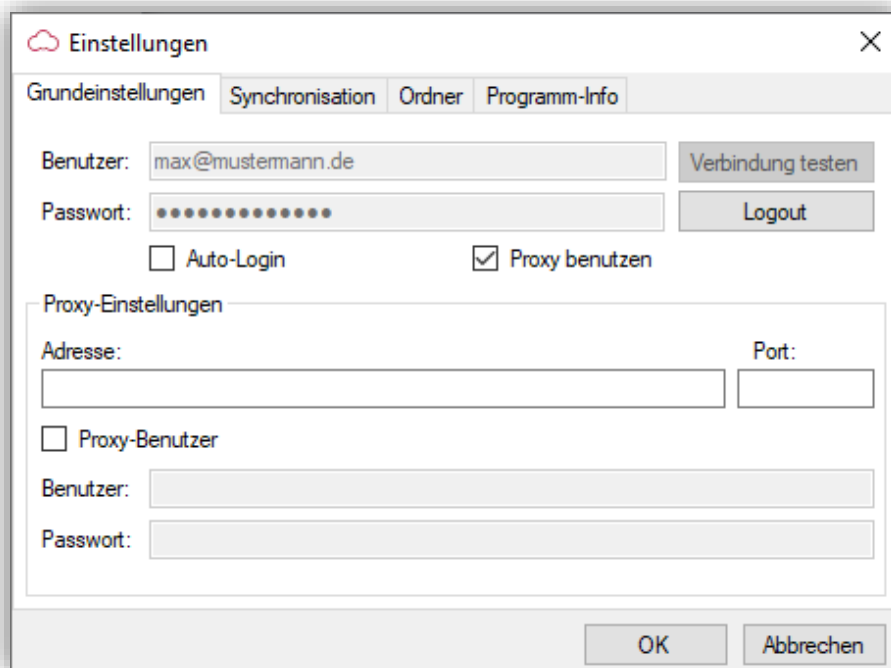 Einstellungen
Grundeinstellungen Synchronisation Ordner Programm-Info
Benutzer: max@mustermann.de Verbindung testen
Passwort: ●●●●●●●●●●●●● Logout
Auto-Login Proxy benutzen
Proxy-Einstellungen
Adresse: Port:
Proxy-Benutzer
Benutzer:
Passwort:
OK Abbrechen